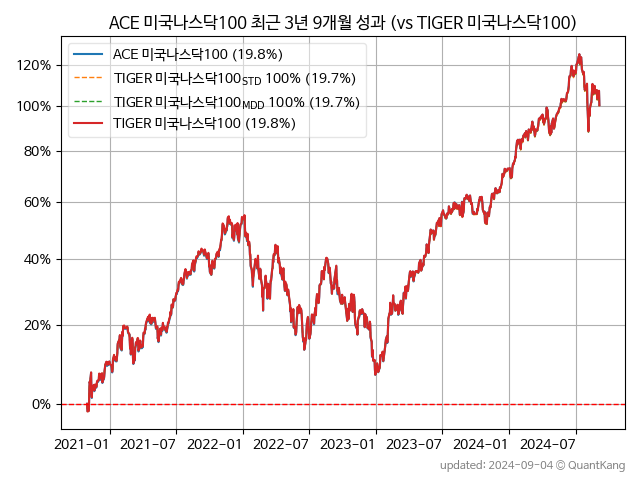 ACE 미국나스닥100 최근 3년 9개월 성과 (vs TIGER 미국나스닥100)
ACE 미국나스닥100 (19.8%)
TIGER 미국나스닥100STD 100% (19.7%)
TIGER 미국나스닥100MDD 100% (19.7%)
TIGER 미국나스닥100 (19.8%)
120%
100%
80%
60%
40%
20%
0%
2021-01 2021-07 2022-01 2022-07 2023-01 2023-07 2024-01 2024-07
updated: 2024-09-04 © QuantKang